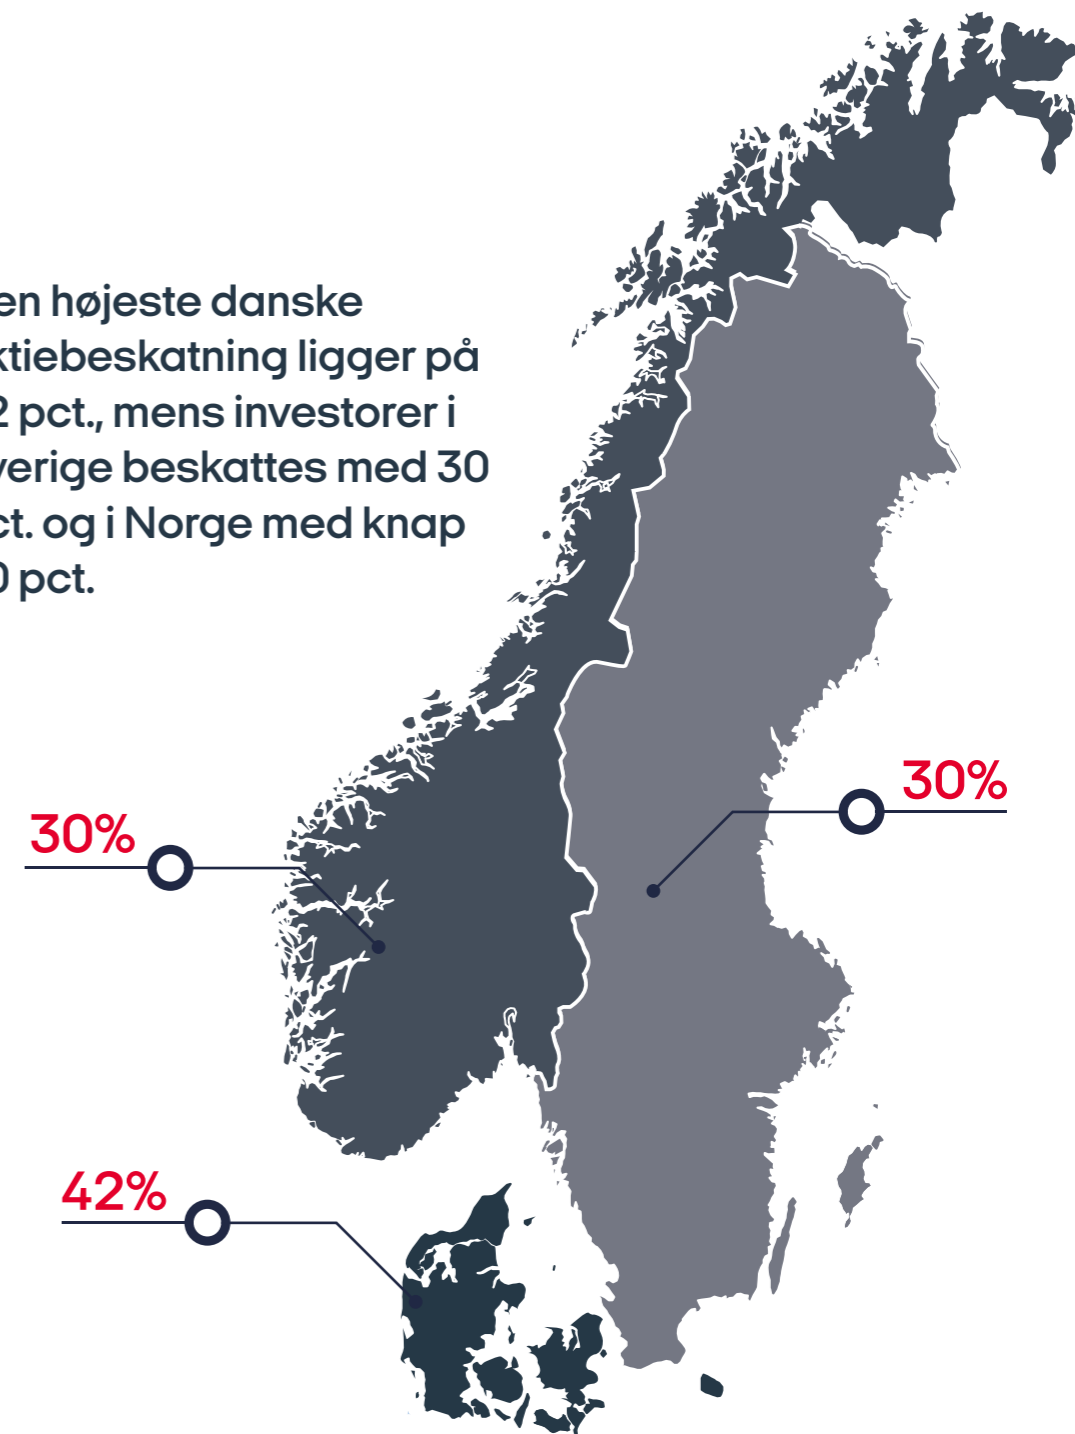 en højeste danske
ktiebeskatning ligger på
2 pct., mens investorer i
verige beskattes med 30
ct. og i Norge med knap
0 pct.
30%
30%
42%